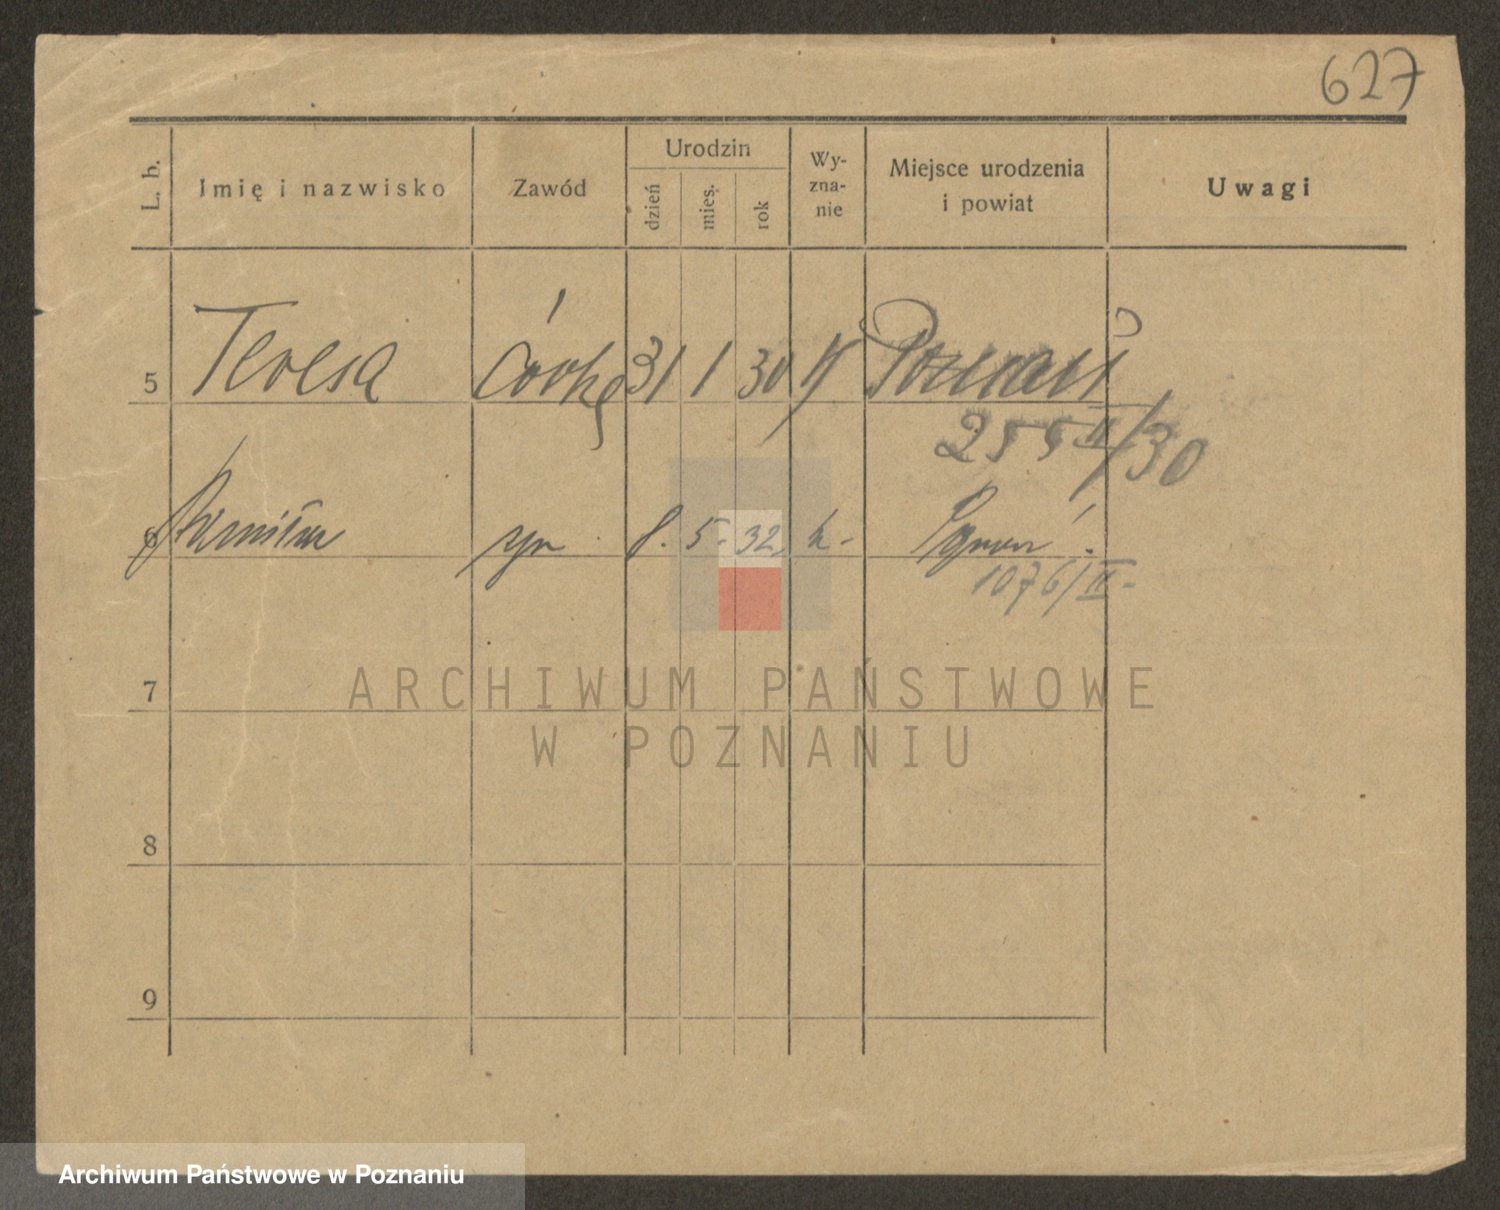 627
L. b.
Imię i nazwisko
Zawód
Urodzin
dzień
mies.
rok
Wy-
zna-
nie
Miejsce urodzenia
i powiat
Uwagi
5 Teresa córka 31 1 30 Poznań
255 II/30
6 syn 8. 5. 32 k.
1076/II-
7
8
9
ARCHIWUM PAŃSTWOWE
W POZNANIU
Archiwum Państwowe w Poznaniu